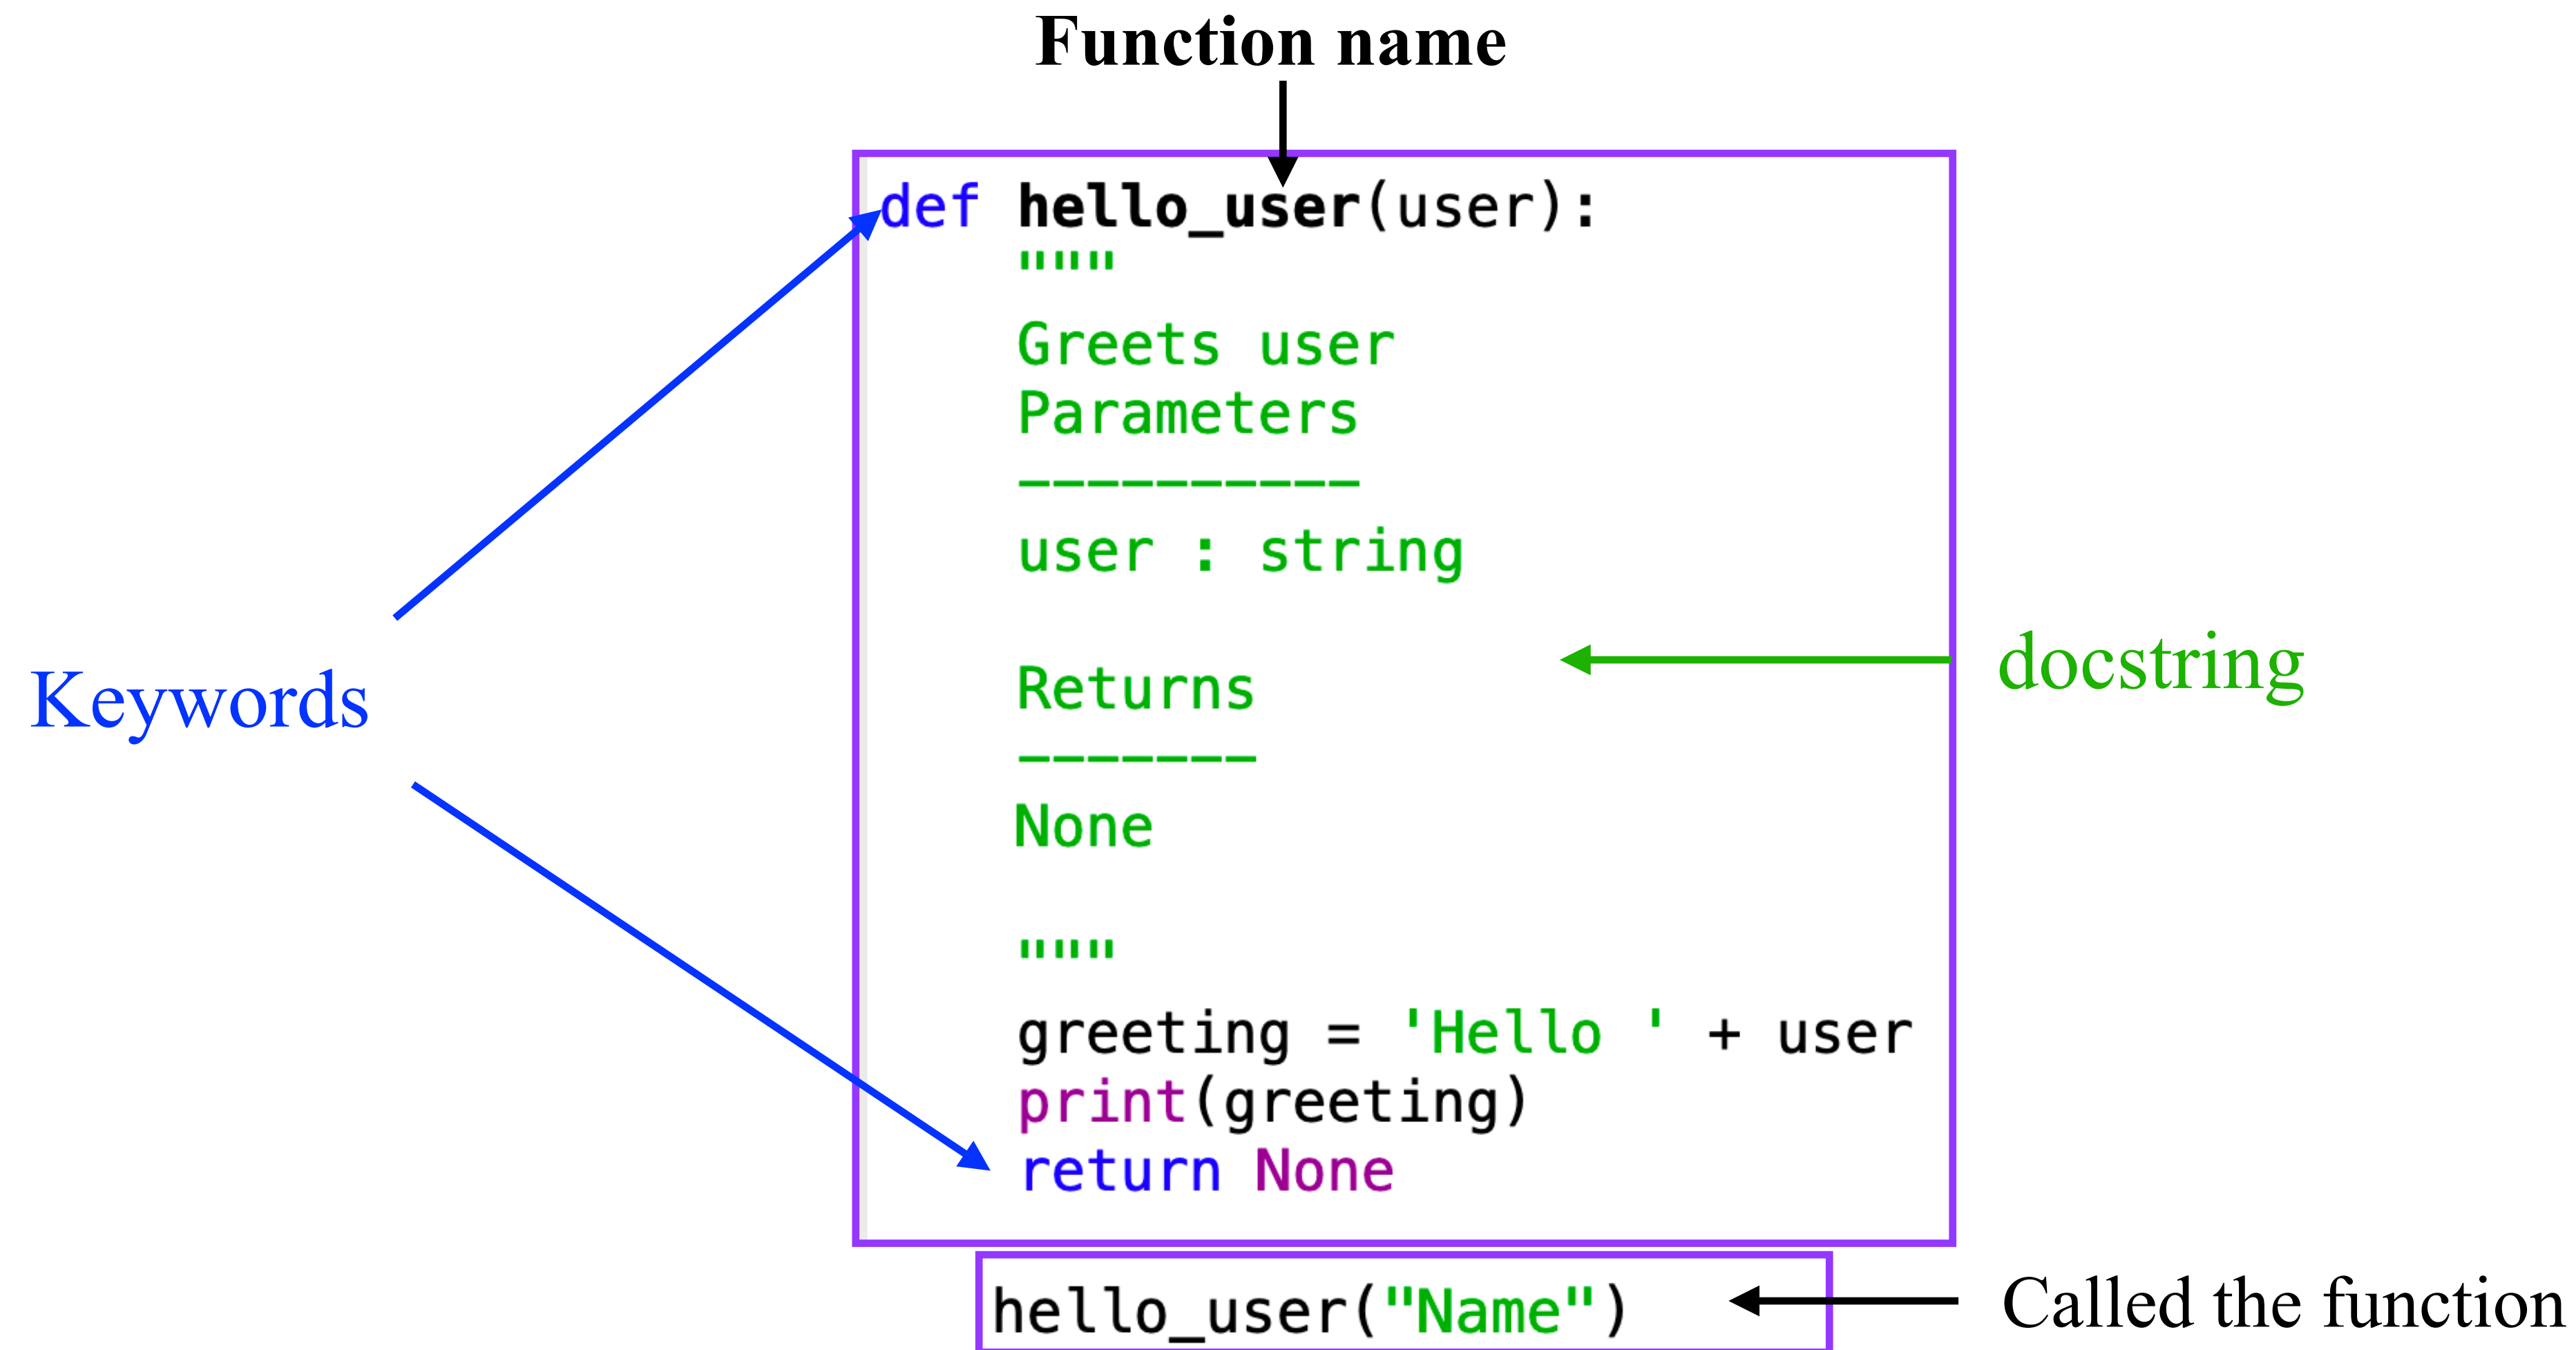 Function name
def hello_user(user):
"""
Greets user
Parameters
----------
user : string
Returns
-------
None
"""
greeting = 'Hello ' + user
print(greeting)
return None
hello_user("Name")
Keywords
docstring
Called the function